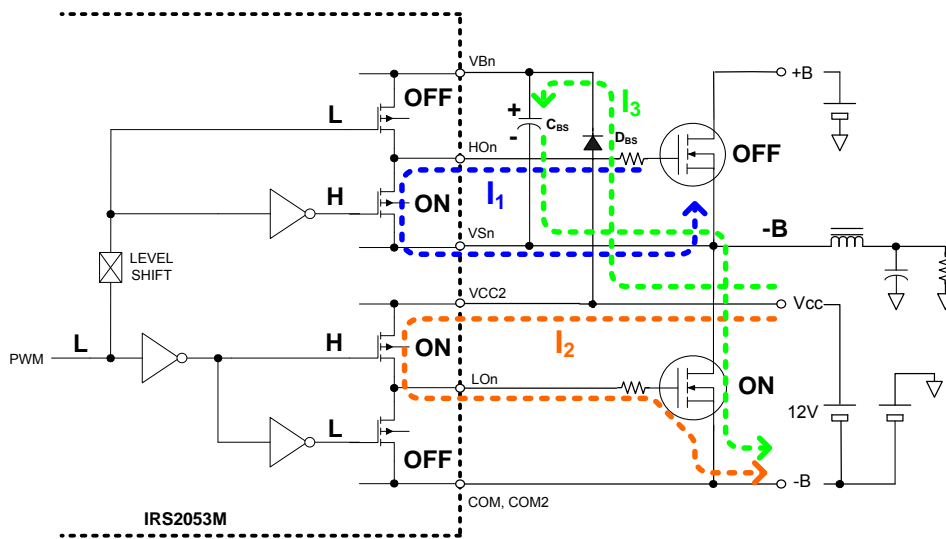 VBn
+B
OFF
I3
L
+
CBS
-
DBS
HOn
OFF
H
ON
I1
VSn
-B
LEVEL
SHIFT
VCC2
Vcc
PWM
L
H
ON
I2
LOn
ON
12V
L
OFF
-B
COM, COM2
IRS2053M